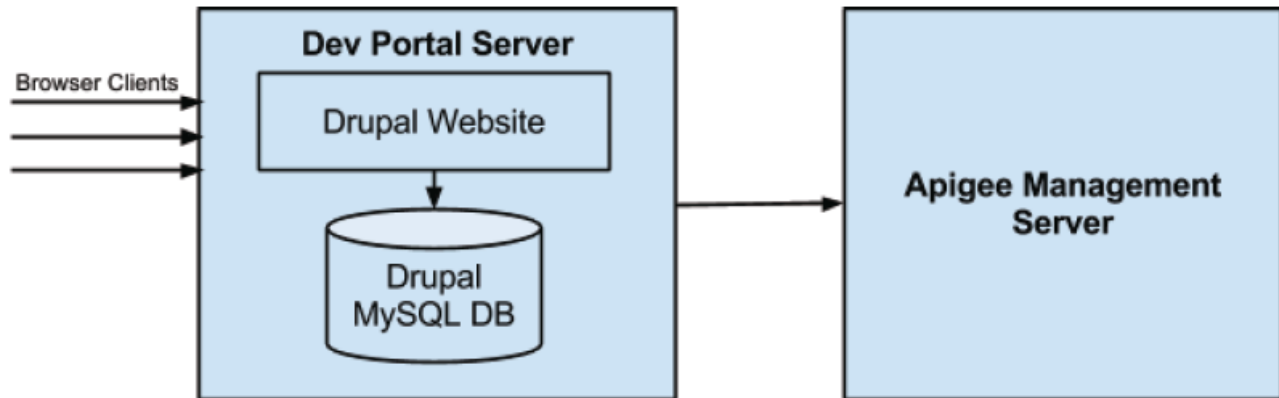 Dev Portal Server
Browser Clients
Drupal Website
Drupal
MySQL DB
Apigee Management
Server